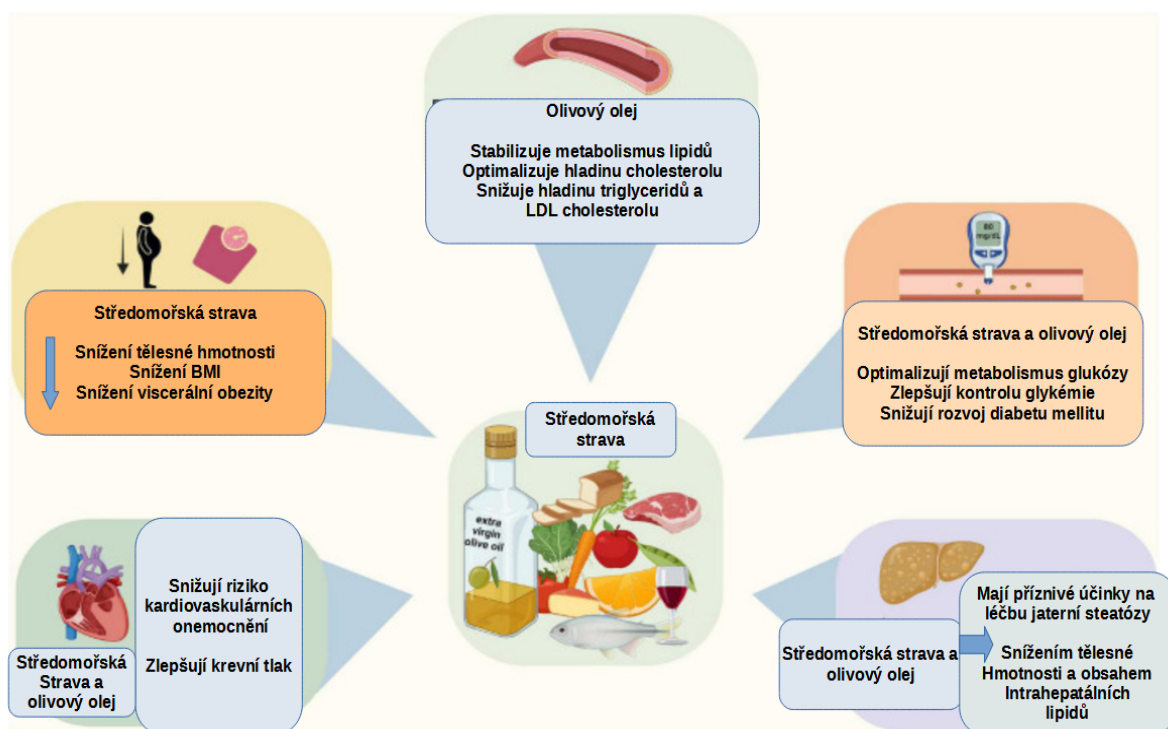 Olivový olej
Stabilizuje metabolismus lipidů
Optimalizuje hladinu cholesterolu
Snižuje hladinu triglyceridů a
LDL cholesterolu
Středomořská strava
Snížení tělesné hmotnosti
Snížení BMI
Snížení viscerální obezity
80
mg/dL
Středomořská strava a olivový olej
Optimalizují metabolismus glukózy
Zlepšují kontrolu glykémie
Snižují rozvoj diabetu mellitu
Středomořská
strava
extra
virgin
olive oil
Středomořská
Strava a
olivový olej
Snižují riziko
kardiovaskulárních
onemocnění
Zlepšují krevní tlak
Středomořská strava a
olivový olej
Mají příznivé účinky na
léčbu jaterní steatózy
Snížením tělesné
Hmotnosti a obsahem
Intrahepatálních
lipidů